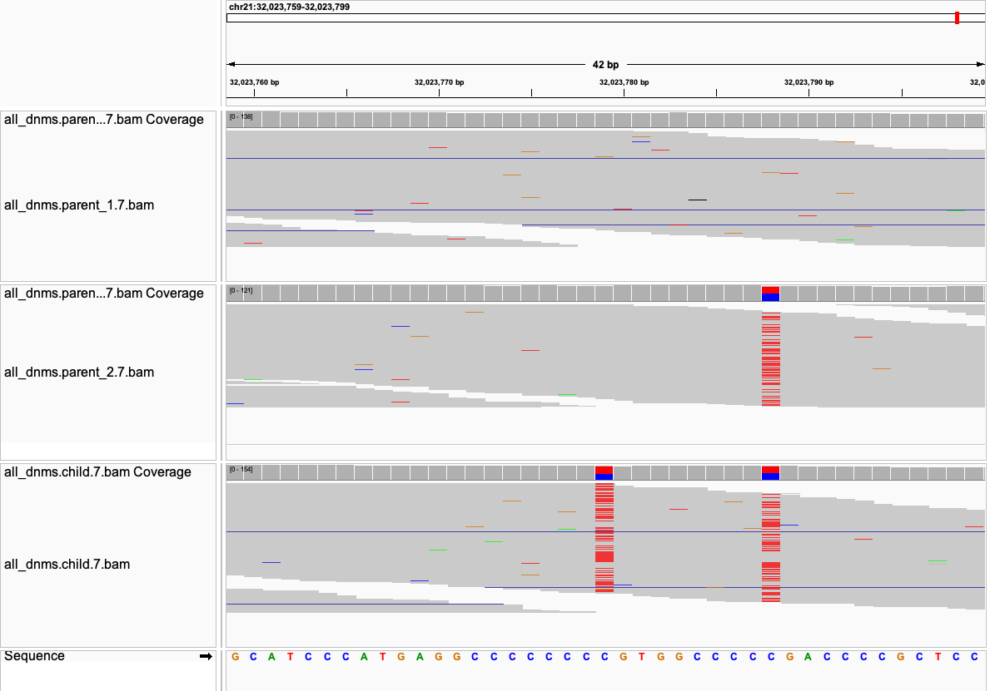 chr21:32,023,759-32,023,799
42 bp
32,023,760 bp 32,023,770 bp 32,023,780 bp 32,023,790 bp 32,0
all_dnms.paren...7.bam Coverage
[0 - 138]
all_dnms.parent_1.7.bam
all_dnms.paren...7.bam Coverage
[0 - 121]
all_dnms.parent_2.7.bam
all_dnms.child.7.bam Coverage
[0 - 154]
all_dnms.child.7.bam
Sequence G C A T C C C A T G A G G C C C C C C C C G T G G C C C C C G A C C C C G C T C C